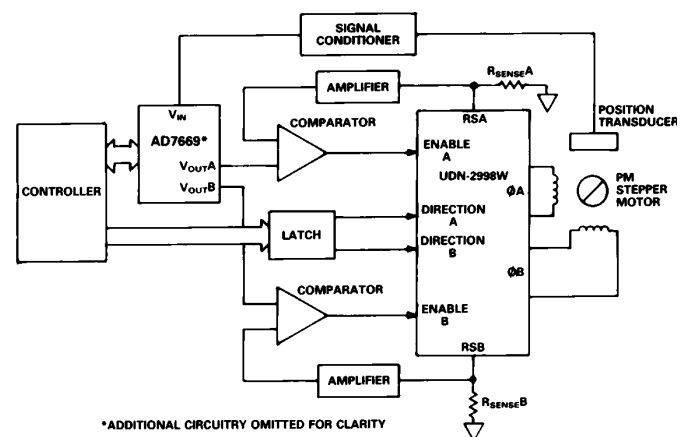 SIGNAL
CONDITIONER
AMPLIFIER
RSENSEA
RSA
POSITION
TRANSDUCER
VIN
AD7669*
VOUTA
VOUTB
COMPARATOR
ENABLE
A
UDN-2998W
CONTROLLER
ØA
PM
STEPPER
MOTOR
LATCH
DIRECTION
A
DIRECTION
B
ØB
COMPARATOR
ENABLE
B
RSB
AMPLIFIER
RSENSEB
*ADDITIONAL CIRCUITRY OMITTED FOR CLARITY